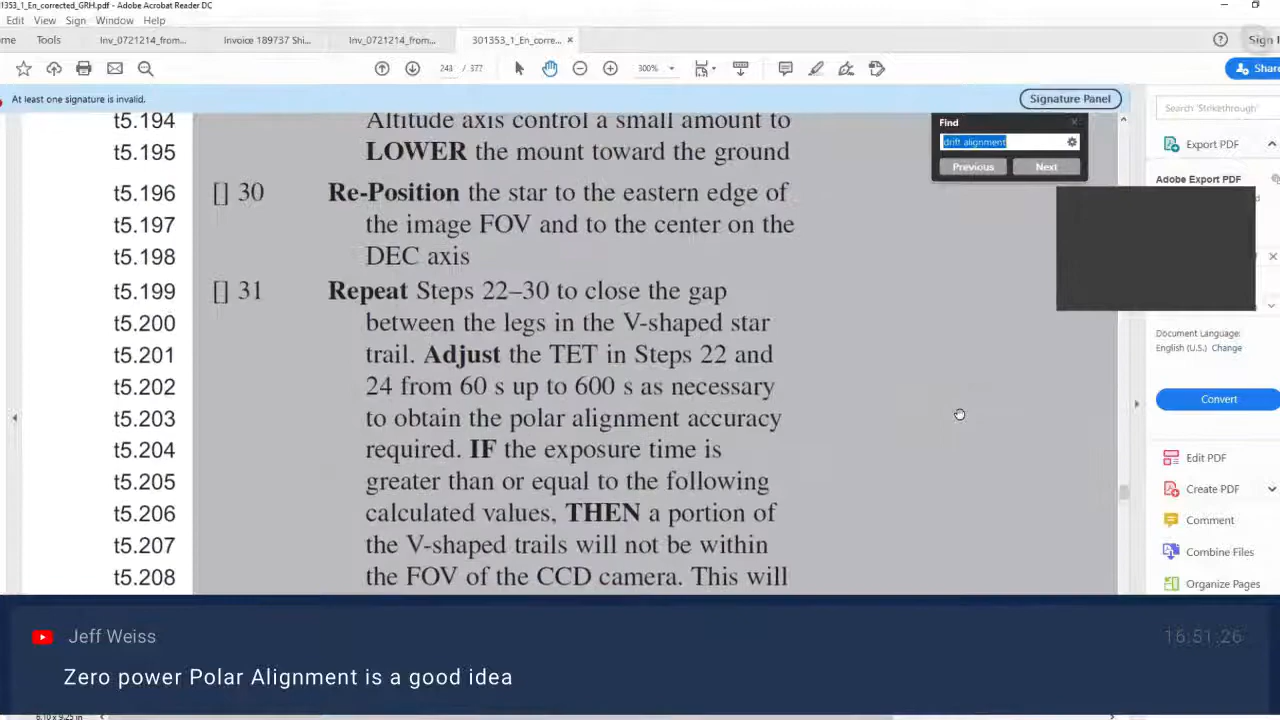 301353_1_En_corrected_GRH.pdf - Adobe Acrobat Reader DC
Edit View Sign Window Help
Tools Inv_0721214_from... Invoice 189737 Shi... Inv_0721214_from... 301353_1_En_corre... ×
243 / 377 300%
Share
At least one signature is invalid.
Signature Panel
Find
drift alignment
Previous Next
Search 'Strikethrough'
Export PDF
Adobe Export PDF
t5.194 Altitude axis control a small amount to
t5.195 LOWER the mount toward the ground
t5.196 [] 30 Re-Position the star to the eastern edge of
t5.197 the image FOV and to the center on the
t5.198 DEC axis
t5.199 [] 31 Repeat Steps 22–30 to close the gap
t5.200 between the legs in the V-shaped star
t5.201 trail. Adjust the TET in Steps 22 and
t5.202 24 from 60 s up to 600 s as necessary
t5.203 to obtain the polar alignment accuracy
t5.204 required. IF the exposure time is
t5.205 greater than or equal to the following
t5.206 calculated values, THEN a portion of
t5.207 the V-shaped trails will not be within
t5.208 the FOV of the CCD camera. This will
Document Language:
English (U.S.) Change
Convert
Edit PDF
Create PDF
Comment
Combine Files
Organize Pages
Jeff Weiss 16:51:26
Zero power Polar Alignment is a good idea
6.10 x 9.25 in